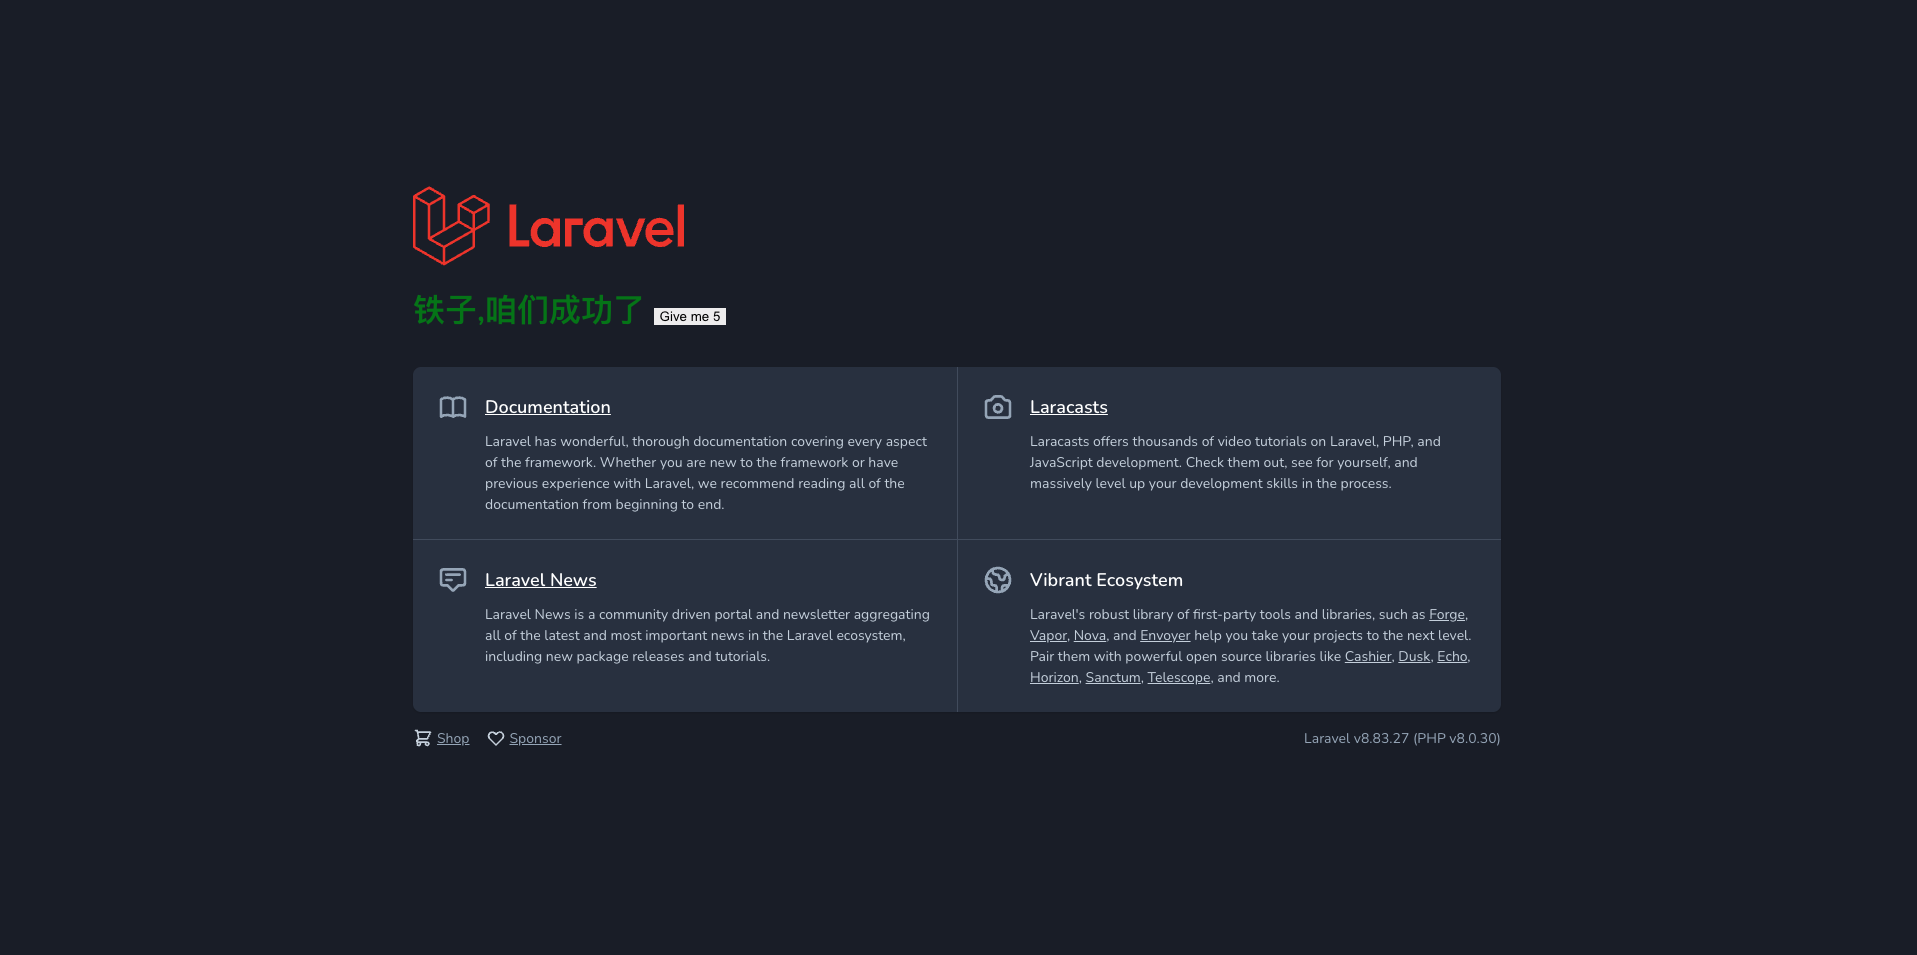 Laravel
铁子,咱们成功了 Give me 5
Documentation
Laravel has wonderful, thorough documentation covering every aspect
of the framework. Whether you are new to the framework or have
previous experience with Laravel, we recommend reading all of the
documentation from beginning to end.
Laracasts
Laracasts offers thousands of video tutorials on Laravel, PHP, and
JavaScript development. Check them out, see for yourself, and
massively level up your development skills in the process.
Laravel News
Laravel News is a community driven portal and newsletter aggregating
all of the latest and most important news in the Laravel ecosystem,
including new package releases and tutorials.
Vibrant Ecosystem
Laravel's robust library of first-party tools and libraries, such as Forge,
Vapor, Nova, and Envoyer help you take your projects to the next level.
Pair them with powerful open source libraries like Cashier, Dusk, Echo,
Horizon, Sanctum, Telescope, and more.
Shop Sponsor
Laravel v8.83.27 (PHP v8.0.30)